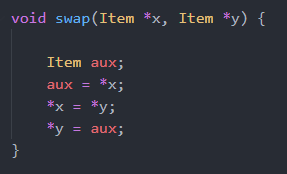 void swap(Item *x, Item *y) {
Item aux;
aux = *x;
*x = *y;
*y = aux;
}